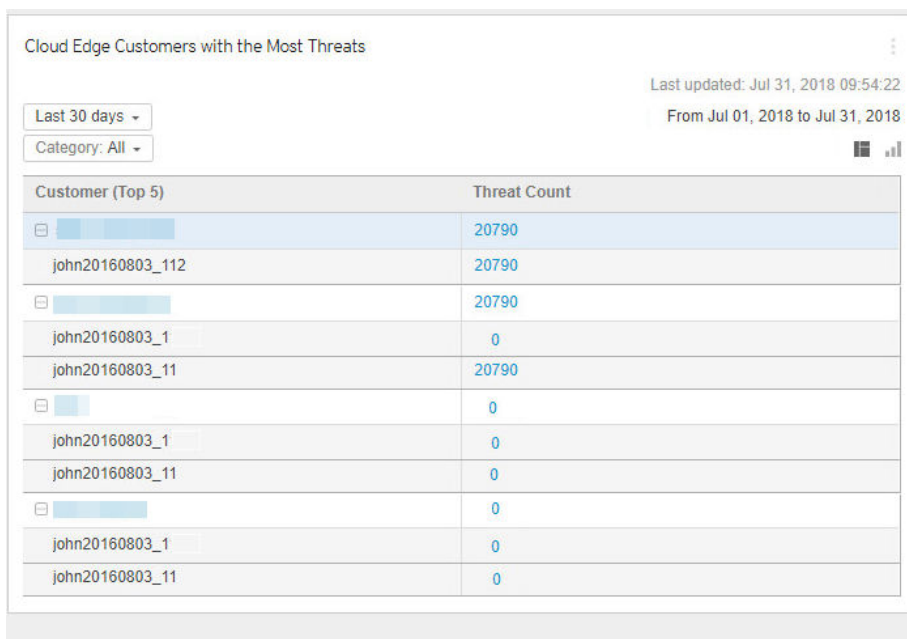 Cloud Edge Customers with the Most Threats
Last updated: Jul 31, 2018 09:54:22
Last 30 days
From Jul 01, 2018 to Jul 31, 2018
Category: All
Customer (Top 5) Threat Count
20790
john20160803_112 20790
20790
john20160803_1 0
john20160803_11 20790
0
john20160803_1 0
john20160803_11 0
0
john20160803_1 0
john20160803_11 0